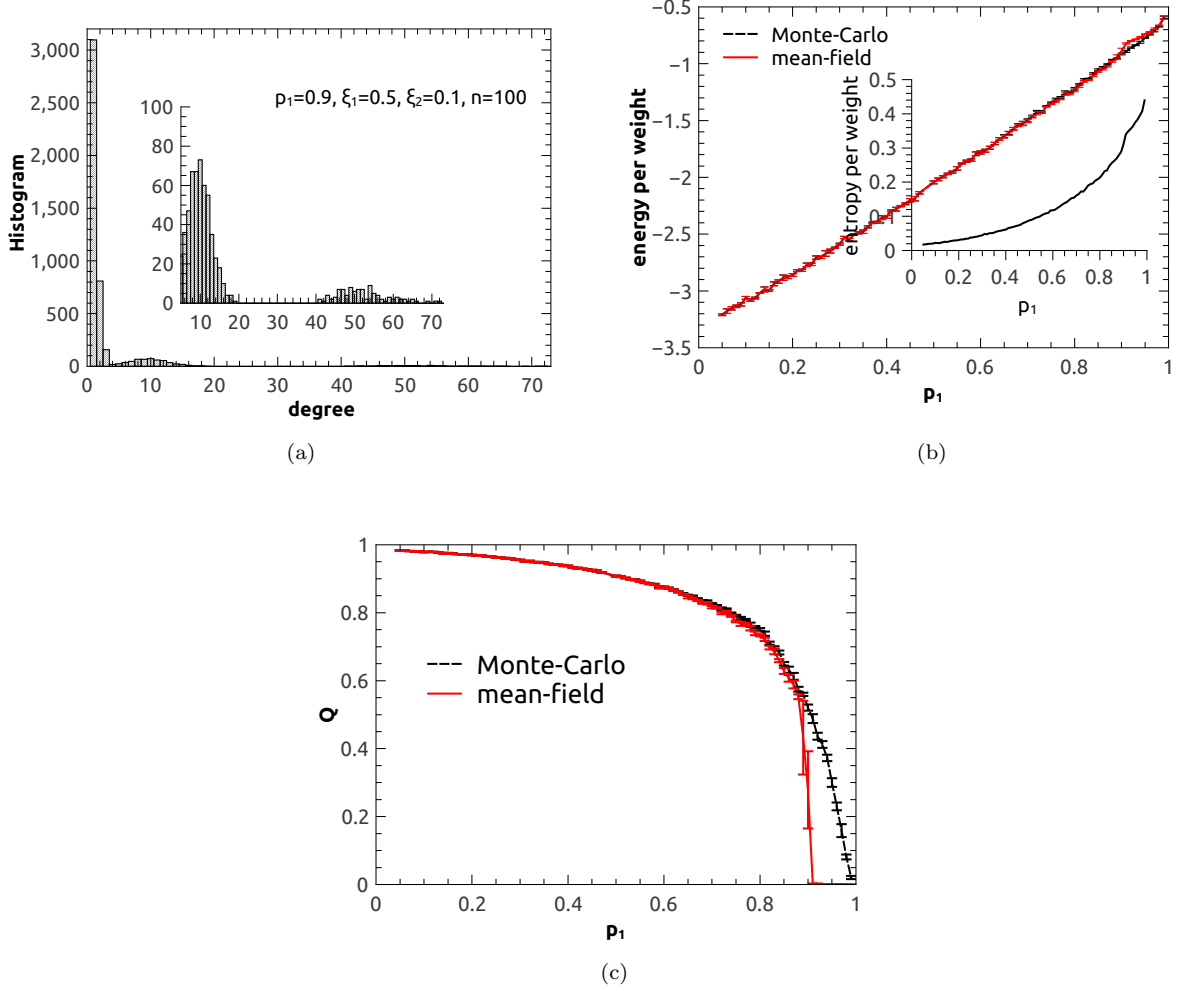 3,000
2,500
2,000
1,500
1,000
500
0
Histogram
0 10 20 30 40 50 60 70
degree
p₁=0.9, ξ₁=0.5, ξ₂=0.1, n=100
100
80
60
40
20
0
10 20 30 40 50 60 70
(a)
−0.5
−1
−1.5
−2
−2.5
−3
−3.5
energy per weight
0 0.2 0.4 0.6 0.8 1
p₁
Monte-Carlo
mean-field
0.5
0.4
0.3
0.2
0.1
0
entropy per weight
0 0.2 0.4 0.6 0.8 1
p₁
(b)
1
0.8
0.6
0.4
0.2
0
Q
Monte-Carlo
mean-field
0 0.2 0.4 0.6 0.8 1
p₁
(c)